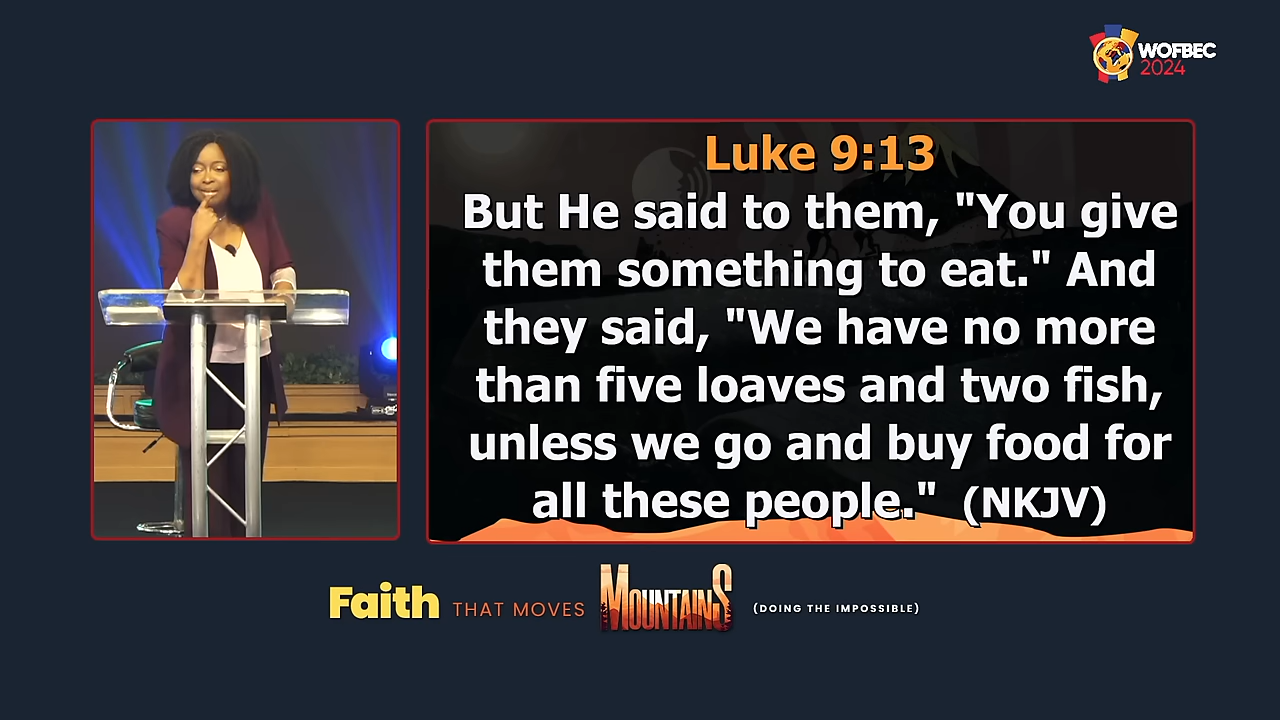 WOFBEC
2024
Luke 9:13
But He said to them, "You give
them something to eat." And
they said, "We have no more
than five loaves and two fish,
unless we go and buy food for
all these people." (NKJV)
Faith THAT MOVES MOUNTAINS (DOING THE IMPOSSIBLE)